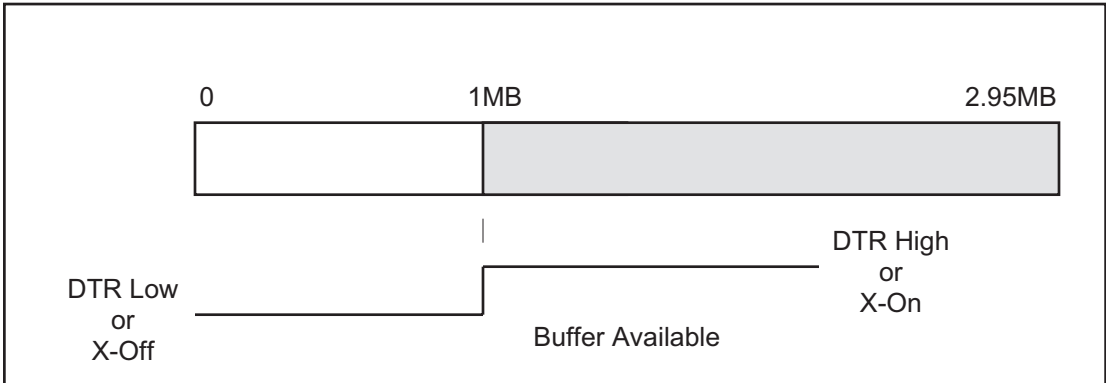 0
1MB
2.95MB
DTR Low
or
X-Off
DTR High
or
X-On
Buffer Available